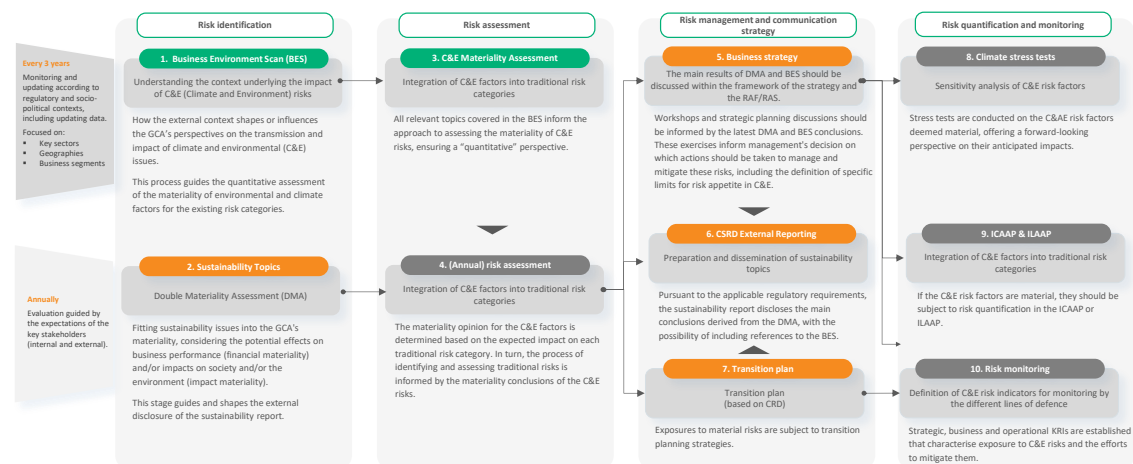 Risk identification
Risk assessment
Risk management and communication
strategy
Risk quantification and monitoring
Every 3 years
Monitoring and
updating according to
regulatory and socio-
political contexts,
including updating data.
Focused on:
▪ Key sectors
▪ Geographies
▪ Business segments
1. Business Environment Scan (BES)
Understanding the context underlying the impact
of C&E (Climate and Environment) risks
How the external context shapes or influences
the GCA's perspectives on the transmission and
impact of climate and environmental (C&E)
issues.
This process guides the quantitative assessment
of the materiality of environmental and climate
factors for the existing risk categories.
3. C&E Materiality Assessment
Integration of C&E factors into traditional risk
categories
All relevant topics covered in the BES inform the
approach to assessing the materiality of C&E
risks, ensuring a "quantitative" perspective.
5. Business strategy
The main results of DMA and BES should be
discussed within the framework of the strategy and
the RAF/RAS.
Workshops and strategic planning discussions should
be informed by the latest DMA and BES conclusions.
These exercises inform management's decision on
which actions should be taken to manage and
mitigate these risks, including the definition of specific
limits for risk appetite in C&E.
8. Climate stress tests
Sensitivity analysis of C&E risk factors
Stress tests are conducted on the C&AE risk factors
deemed material, offering a forward-looking
perspective on their anticipated impacts.
Annually
Evaluation guided by
the expectations of the
key stakeholders
(internal and external).
2. Sustainability Topics
Double Materiality Assessment (DMA)
Fitting sustainability issues into the GCA's
materiality, considering the potential effects on
business performance (financial materiality)
and/or impacts on society and/or the
environment (impact materiality).
This stage guides and shapes the external
disclosure of the sustainability report.
4. (Annual) risk assessment
Integration of C&E factors into traditional risk
categories
The materiality opinion for the C&E factors is
determined based on the expected impact on each
traditional risk category. In turn, the process of
identifying and assessing traditional risks is
informed by the materiality conclusions of the C&E
risks.
6. CSRD External Reporting
Preparation and dissemination of sustainability
topics
Pursuant to the applicable regulatory requirements,
the sustainability report discloses the main
conclusions derived from the DMA, with the
possibility of including references to the BES.
7. Transition plan
Transition plan
(based on CRD)
Exposures to material risks are subject to transition
planning strategies.
9. ICAAP & ILAAP
Integration of C&E factors into traditional risk
categories
If the C&E risk factors are material, they should be
subject to risk quantification in the ICAAP or
ILAAP.
10. Risk monitoring
Definition of C&E risk indicators for monitoring by
the different lines of defence
Strategic, business and operational KRIs are established
that characterise exposure to C&E risks and the efforts
to mitigate them.